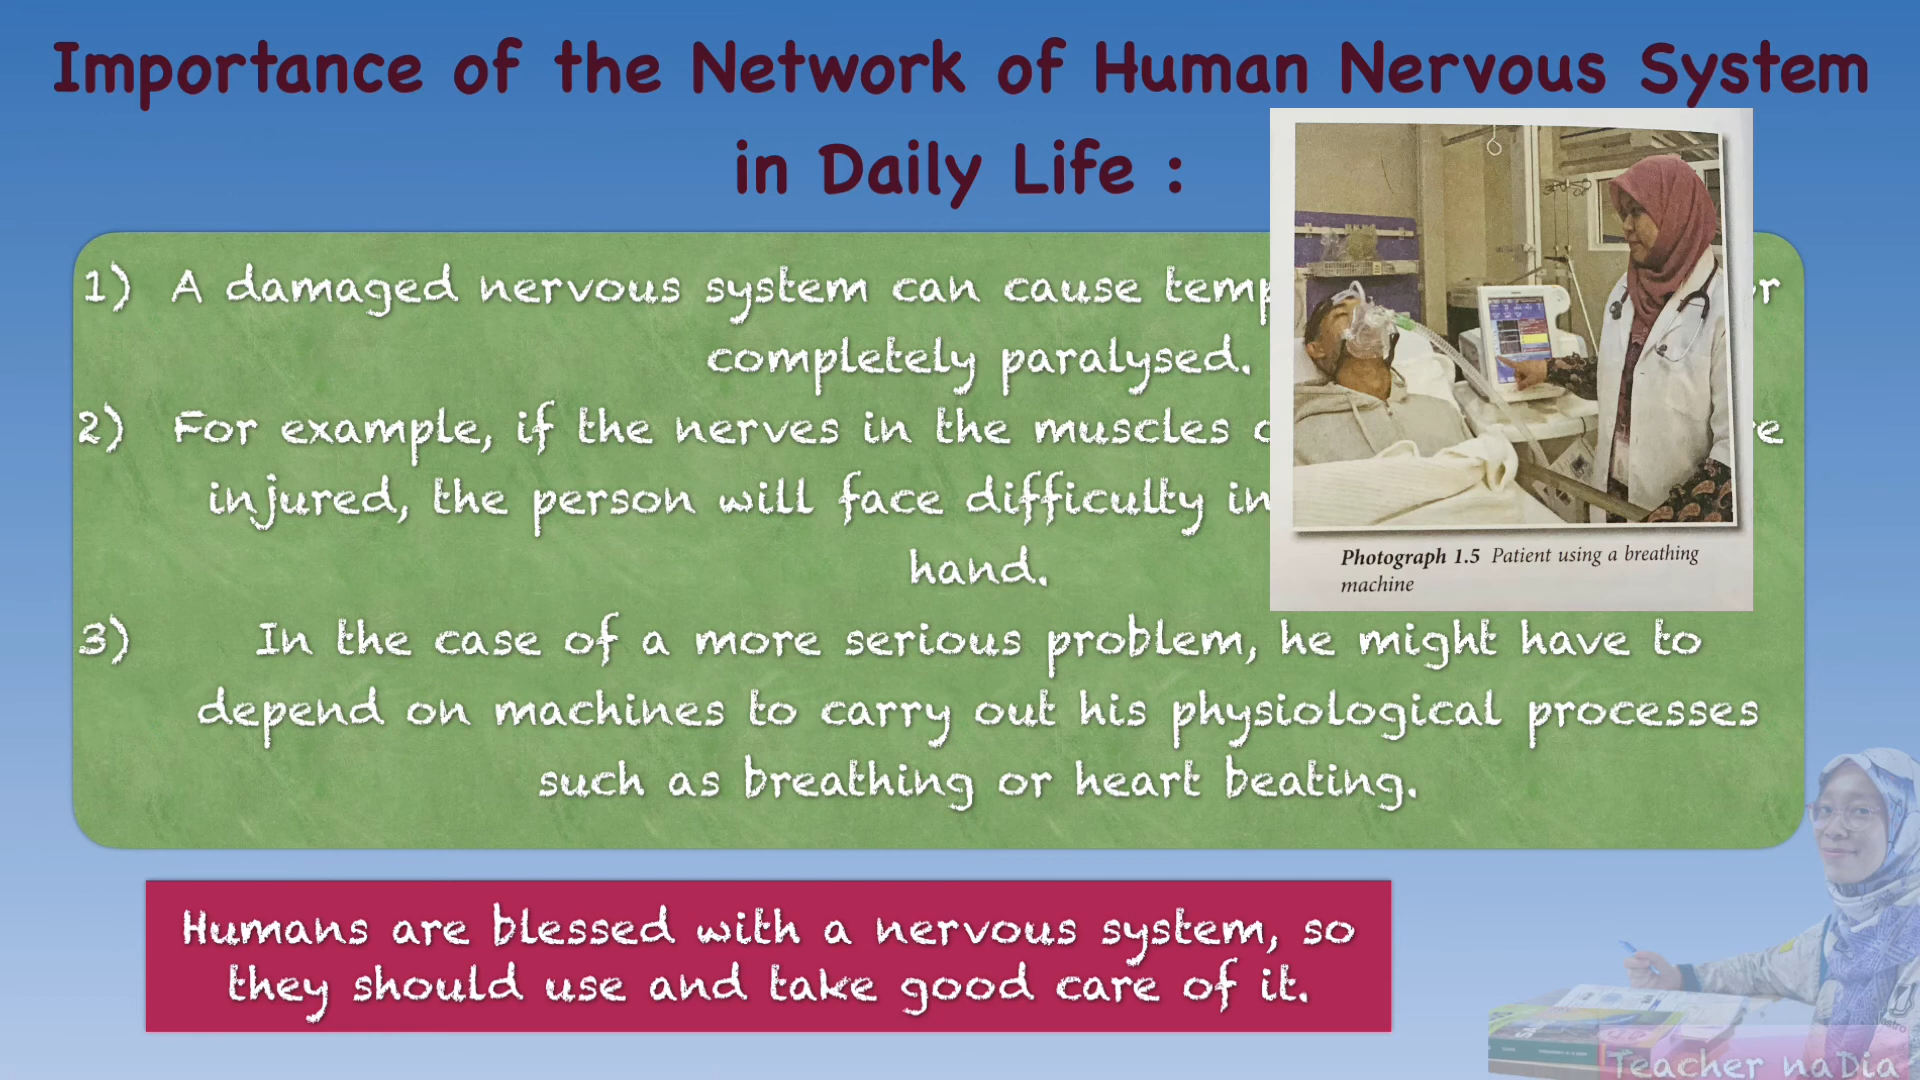 Importance of the Network of Human Nervous System
in Daily Life :
1) A damaged nervous system can cause
completely paralysed.
2) For example, if the nerves in the muscles
injured, the person will face difficulty in
hand.
3) In the case of a more serious problem, he might have to
depend on machines to carry out his physiological processes
such as breathing or heart beating.
Photograph 1.5 Patient using a breathing
machine
Humans are blessed with a nervous system, so
they should use and take good care of it.
Teacher naDia